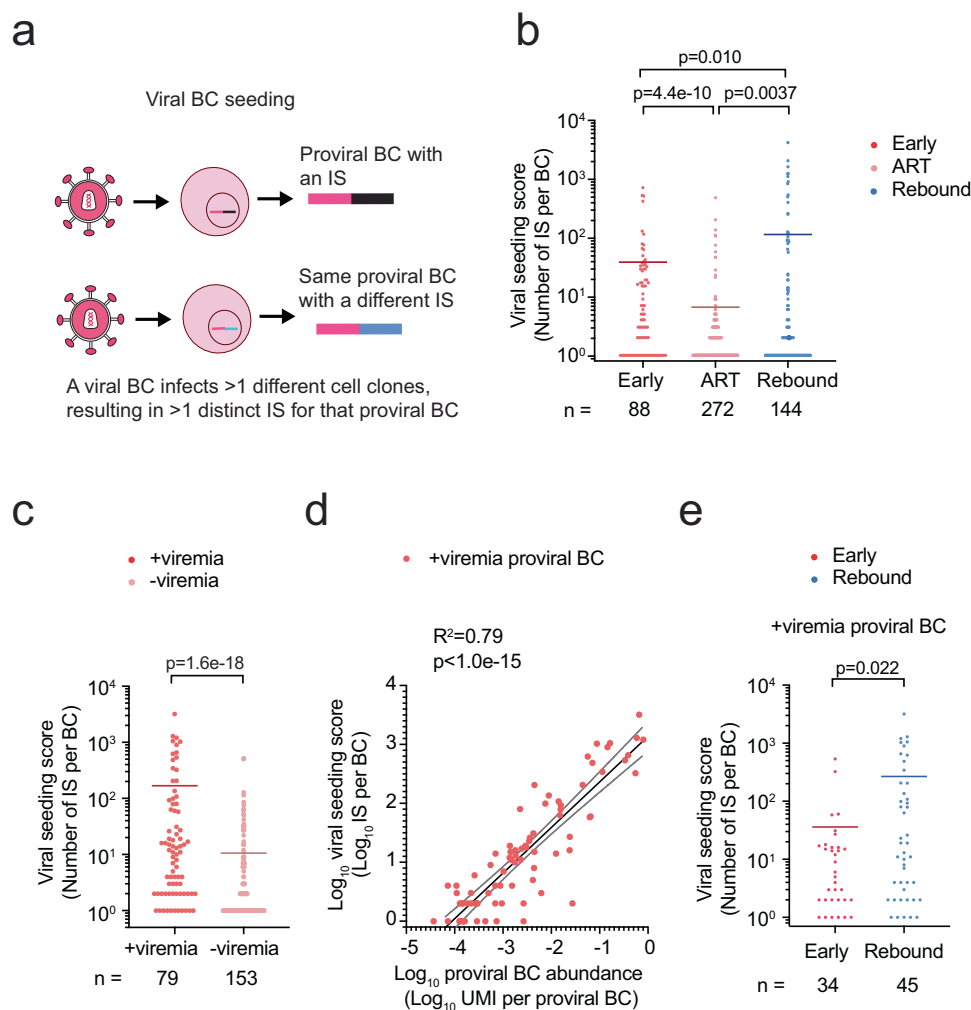 a
Viral BC seeding
Proviral BC with
an IS
Same proviral BC
with a different IS
A viral BC infects >1 different cell clones,
resulting in >1 distinct IS for that proviral BC
b
p=0.010
p=4.4e-10 p=0.0037
Viral seeding score
(Number of IS per BC)
10⁴
10³
10²
10¹
10⁰
Early ART Rebound
n = 88 272 144
Early
ART
Rebound
c
+viremia
-viremia
p=1.6e-18
Viral seeding score
(Number of IS per BC)
10⁴
10³
10²
10¹
10⁰
+viremia -viremia
n = 79 153
d
+viremia proviral BC
R²=0.79
p<1.0e-15
Log₁₀ viral seeding score
(Log₁₀ IS per BC)
4
3
2
1
0
-5 -4 -3 -2 -1 0
Log₁₀ proviral BC abundance
(Log₁₀ UMI per proviral BC)
e
Early
Rebound
+viremia proviral BC
p=0.022
Viral seeding score
(Number of IS per BC)
10⁴
10³
10²
10¹
10⁰
Early Rebound
n = 34 45